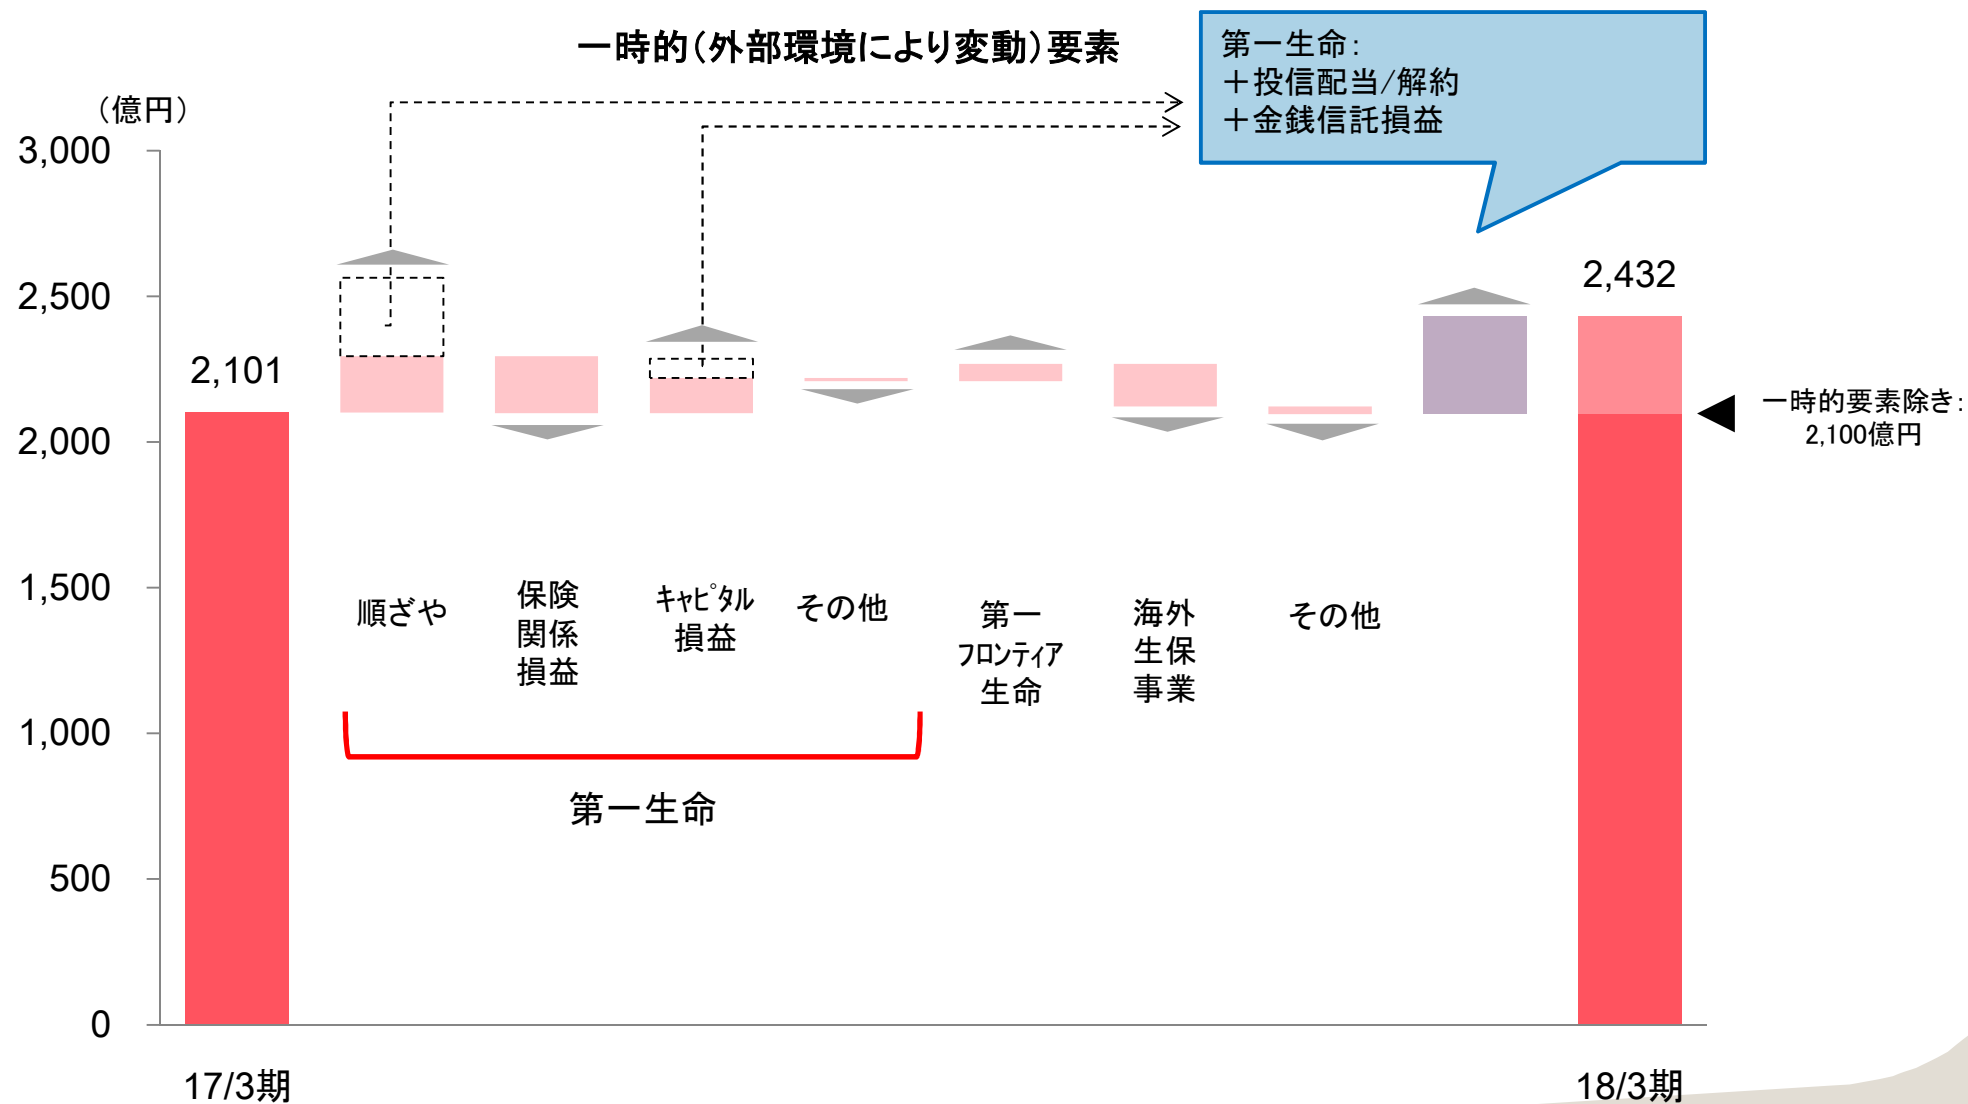 一時的（外部環境により変動）要素
第一生命：
＋投信配当/解約
＋金銭信託損益
（億円）
3,000
2,500
2,000
1,500
1,000
500
0
2,101
2,432
一時的要素除き：
2,100億円
順ざや
保険
関係
損益
ｷｬﾋﾟﾀﾙ
損益
その他
第一
ﾌﾛﾝﾃｨｱ
生命
海外
生保
事業
その他
第一生命
17/3期
18/3期